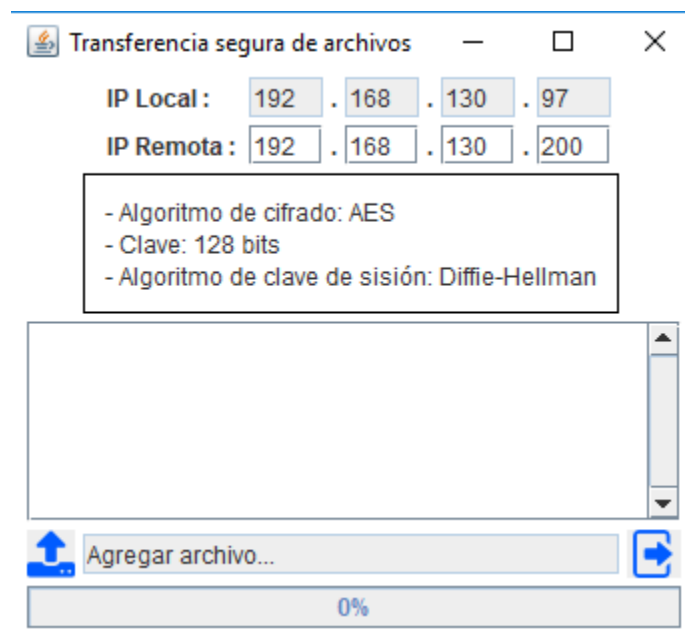 Transferencia segura de archivos
IP Local : 192 . 168 . 130 . 97
IP Remota : 192 . 168 . 130 . 200
- Algoritmo de cifrado: AES
- Clave: 128 bits
- Algoritmo de clave de sisión: Diffie-Hellman
Agregar archivo...
0%